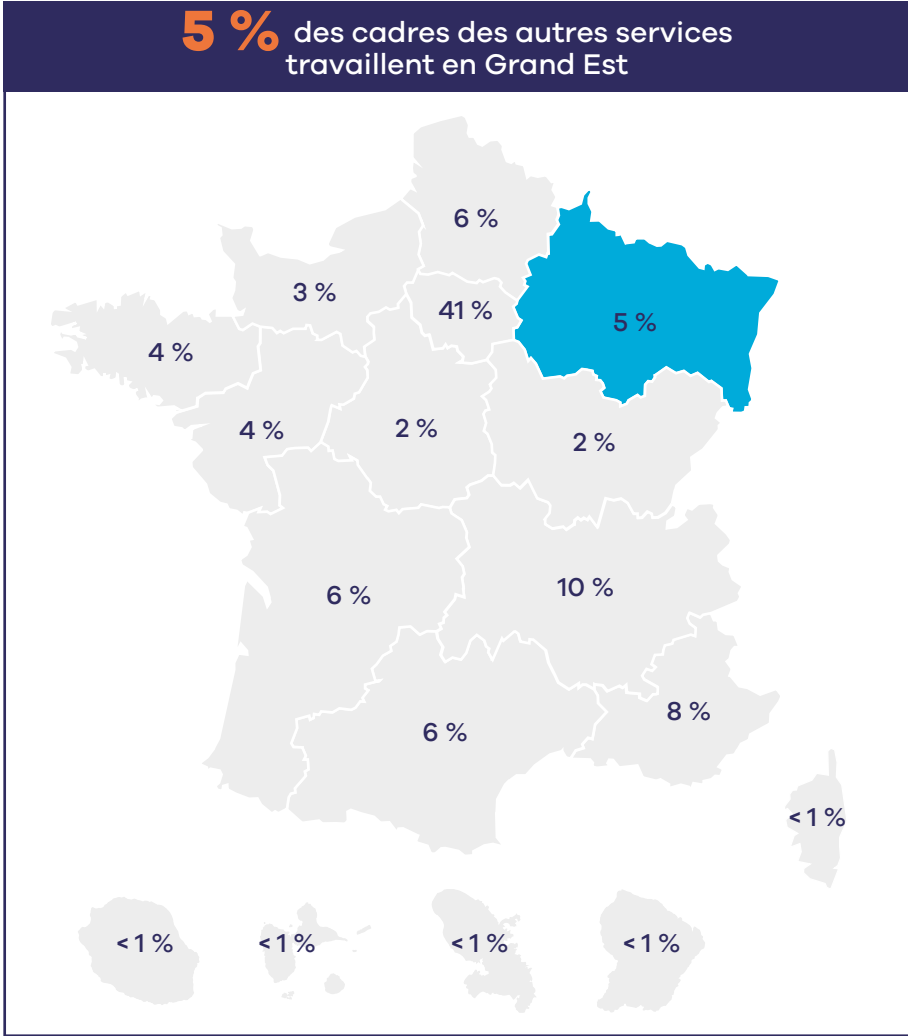 5 % des cadres des autres services
travaillent en Grand Est
6 %
3 %
41 %
5 %
4 %
4 %
2 %
2 %
6 %
10 %
8 %
6 %
< 1 %
< 1 %
< 1 %
< 1 %
< 1 %